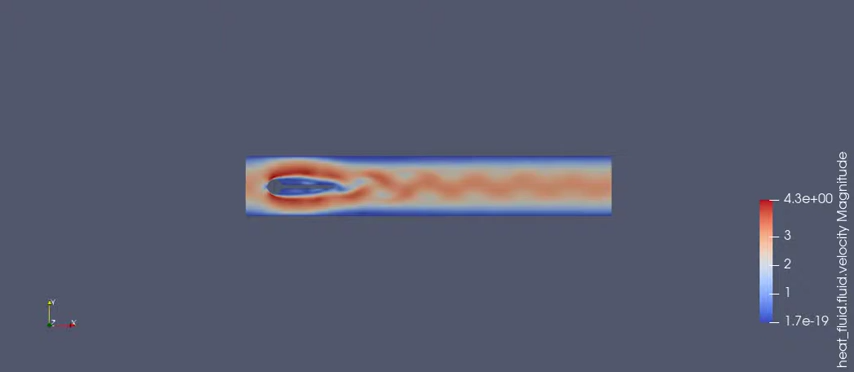 4.3e+00
3
2
1
1.7e-19
heat_fluid.fluid.velocity Magnitude
Y
Z
X